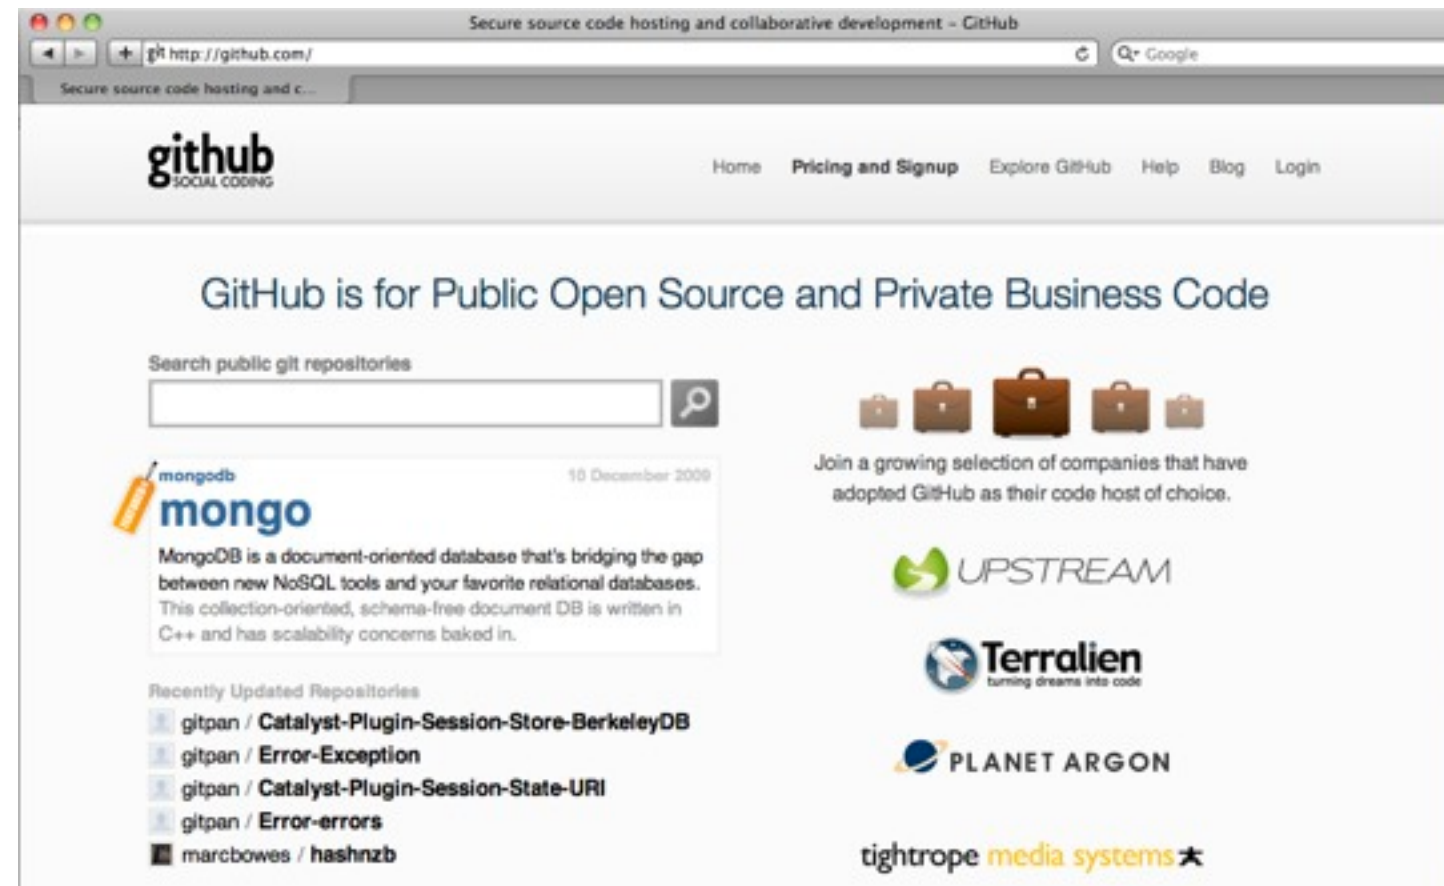 Secure source code hosting and collaborative development – GitHub
git http://github.com/
Google
Secure source code hosting and c...
github
SOCIAL CODING
Home Pricing and Signup Explore GitHub Help Blog Login
GitHub is for Public Open Source and Private Business Code
Search public git repositories
mongodb 10 December 2009
mongo
MongoDB is a document-oriented database that's bridging the gap
between new NoSQL tools and your favorite relational databases.
This collection-oriented, schema-free document DB is written in
C++ and has scalability concerns baked in.
Recently Updated Repositories
gitpan / Catalyst-Plugin-Session-Store-BerkeleyDB
gitpan / Error-Exception
gitpan / Catalyst-Plugin-Session-State-URI
gitpan / Error-errors
marcbowes / hashnzb
Join a growing selection of companies that have
adopted GitHub as their code host of choice.
UPSTREAM
Terralien
turning dreams into code
PLANET ARGON
tightrope media systems